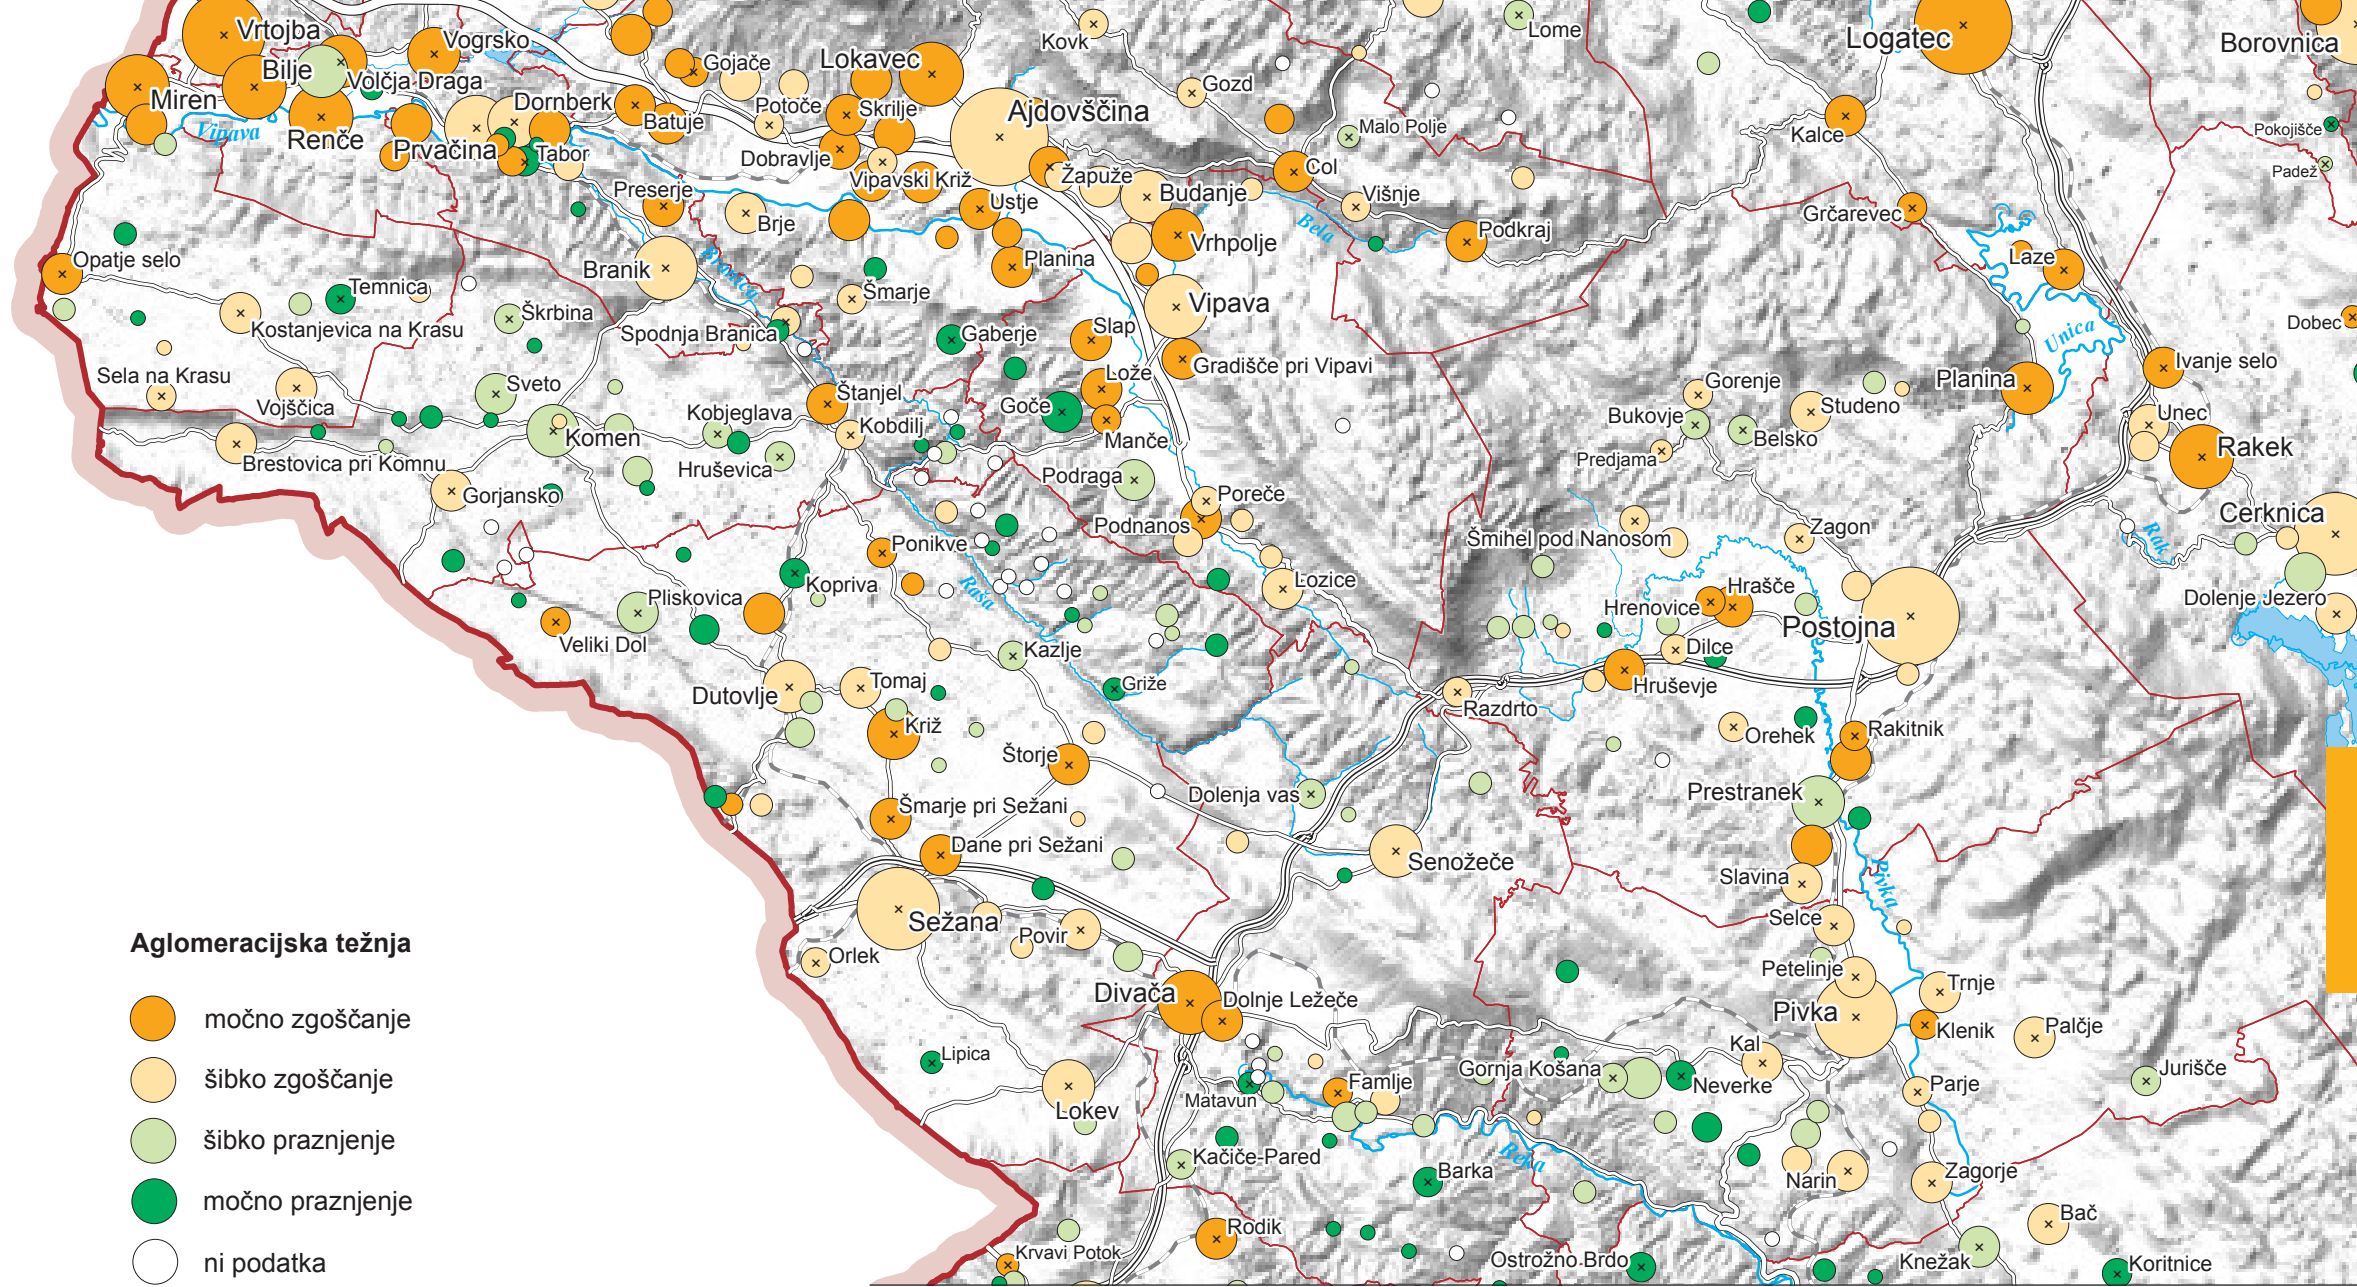 Vrtojba
Vogrsko
Kovk
Lome
Logatec
Borovnica
Bilje
Volčja Draga
Gojače
Lokavec
Gozd
Miren
Dornberk
Potoče
Skrilje
Ajdovščina
Malo Polje
Kalce
Pokojišče
Vipava
Renče
Batuje
Prvačina
Tabor
Dobravlje
Col
Padež
Preserje
Vipavski Križ
Žapuže
Budanje
Višnje
Grčarevec
Brje
Ustje
Bela
Podkraj
Vrhpolje
Opatje selo
Branik
Branica
Planina
Laze
Temnica
Šmarje
Vipava
Kostanjevica na Krasu
Škrbina
Spodnja Branica
Gaberje
Slap
Unica
Dobec
Gradišče pri Vipavi
Ivanje selo
Sela na Krasu
Sveto
Lože
Gorenje
Planina
Vojščica
Štanjel
Goče
Bukovje
Studeno
Unec
Kobjeglava
Kobdilj
Manče
Belsko
Komen
Rakek
Brestovica pri Komnu
Hruševica
Podraga
Predjama
Gorjansko
Poreče
Cerknica
Podnanos
Šmihel pod Nanosom
Zagon
Rak
Ponikve
Raša
Kopriva
Lozice
Hrašče
Pliskovica
Hrenovice
Dolenje Jezero
Postojna
Veliki Dol
Kazlje
Dilce
Dutovlje
Tomaj
Griže
Hruševje
Razdrto
Križ
Orehek
Rakitnik
Štorje
Dolenja vas
Prestranek
Šmarje pri Sežani
Dane pri Sežani
Senožeče
Pivka
Slavina
Sežana
Povir
Selce
Aglomeracijska težnja
Orlek
Petelinje
Trnje
Divača
Dolnje Ležeče
Pivka
močno zgoščanje
Klenik
Palčje
Lipica
Kal
Gornja Košana
Neverke
Jurišče
šibko zgoščanje
Famlje
Matavun
Parje
Lokev
šibko praznjenje
Kačiče-Pared
Reka
Barka
Narin
Zagorje
močno praznjenje
Rodik
Bač
Krvavi Potok
Ostrožno Brdo
Knežak
Koritnice
ni podatka